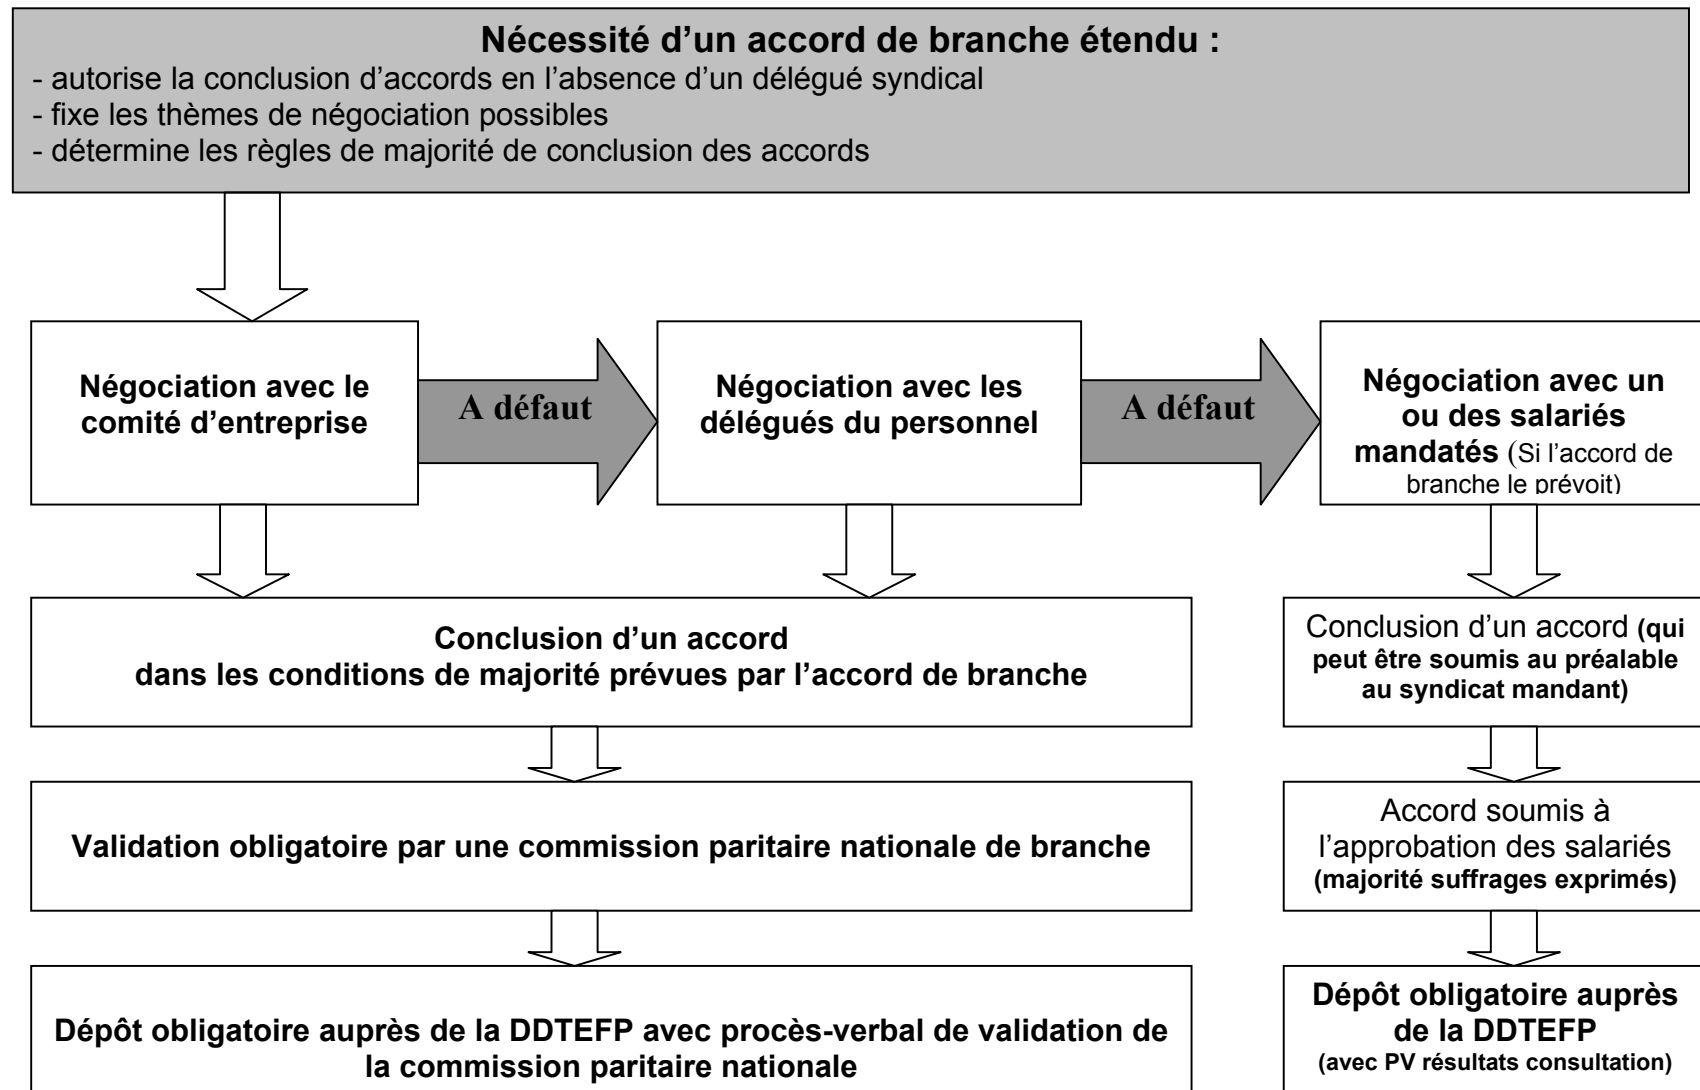 Nécessité d’un accord de branche étendu :
- autorise la conclusion d’accords en l’absence d’un délégué syndical
- fixe les thèmes de négociation possibles
- détermine les règles de majorité de conclusion des accords
Négociation avec le
comité d’entreprise
A défaut
Négociation avec les
délégués du personnel
A défaut
Négociation avec un
ou des salariés
mandatés (Si l’accord de
branche le prévoit)
Conclusion d’un accord
dans les conditions de majorité prévues par l’accord de branche
Conclusion d’un accord (qui
peut être soumis au préalable
au syndicat mandant)
Validation obligatoire par une commission paritaire nationale de branche
Accord soumis à
l’approbation des salariés
(majorité suffrages exprimés)
Dépôt obligatoire auprès de la DDTEFP avec procès-verbal de validation de
la commission paritaire nationale
Dépôt obligatoire auprès
de la DDTEFP
(avec PV résultats consultation)